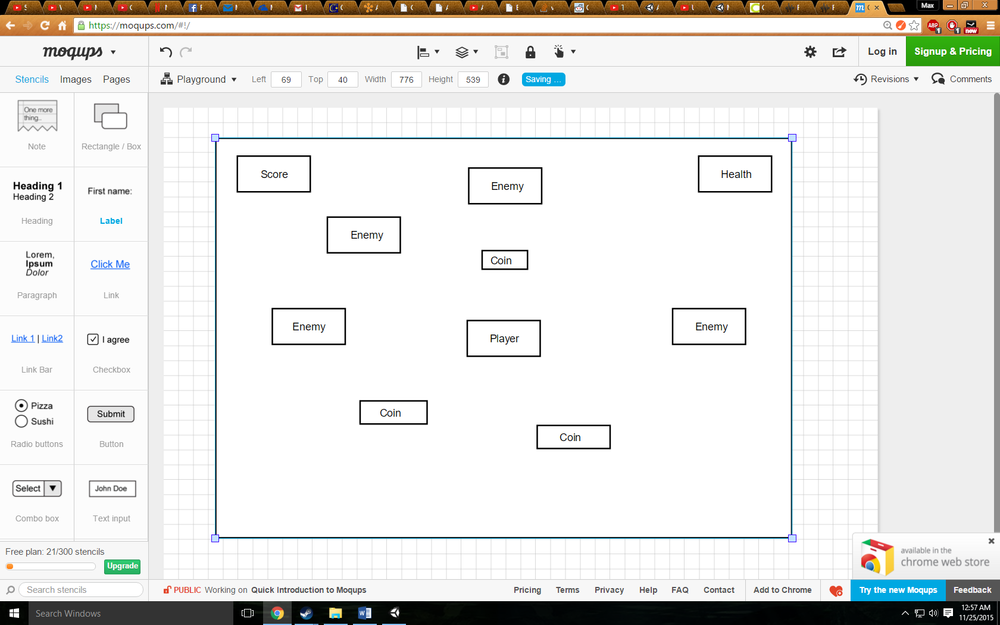 Max
https://moqups.com/#!/
ABP
1
1
new
moqups
Log in
Signup & Pricing
Stencils Images Pages
Playground
Left 69 Top 40 Width 776 Height 539
Saving ...
Revisions
Comments
One more
thing..
Note
Rectangle / Box
Heading 1
Heading 2
Heading
First name:
Label
Lorem,
Ipsum
Dolor
Paragraph
Click Me
Link
Link 1 | Link2
Link Bar
I agree
Checkbox
Pizza
Sushi
Radio buttons
Submit
Button
Select
Combo box
John Doe
Text input
Score
Enemy
Health
Enemy
Coin
Enemy
Player
Enemy
Coin
Coin
Free plan: 21/300 stencils
Upgrade
Search stencils
available in the
chrome web store
PUBLIC Working on Quick Introduction to Moqups
Pricing Terms Privacy Help FAQ Contact Add to Chrome
Try the new Moqups
Feedback
Search Windows
12:57 AM
11/25/2015